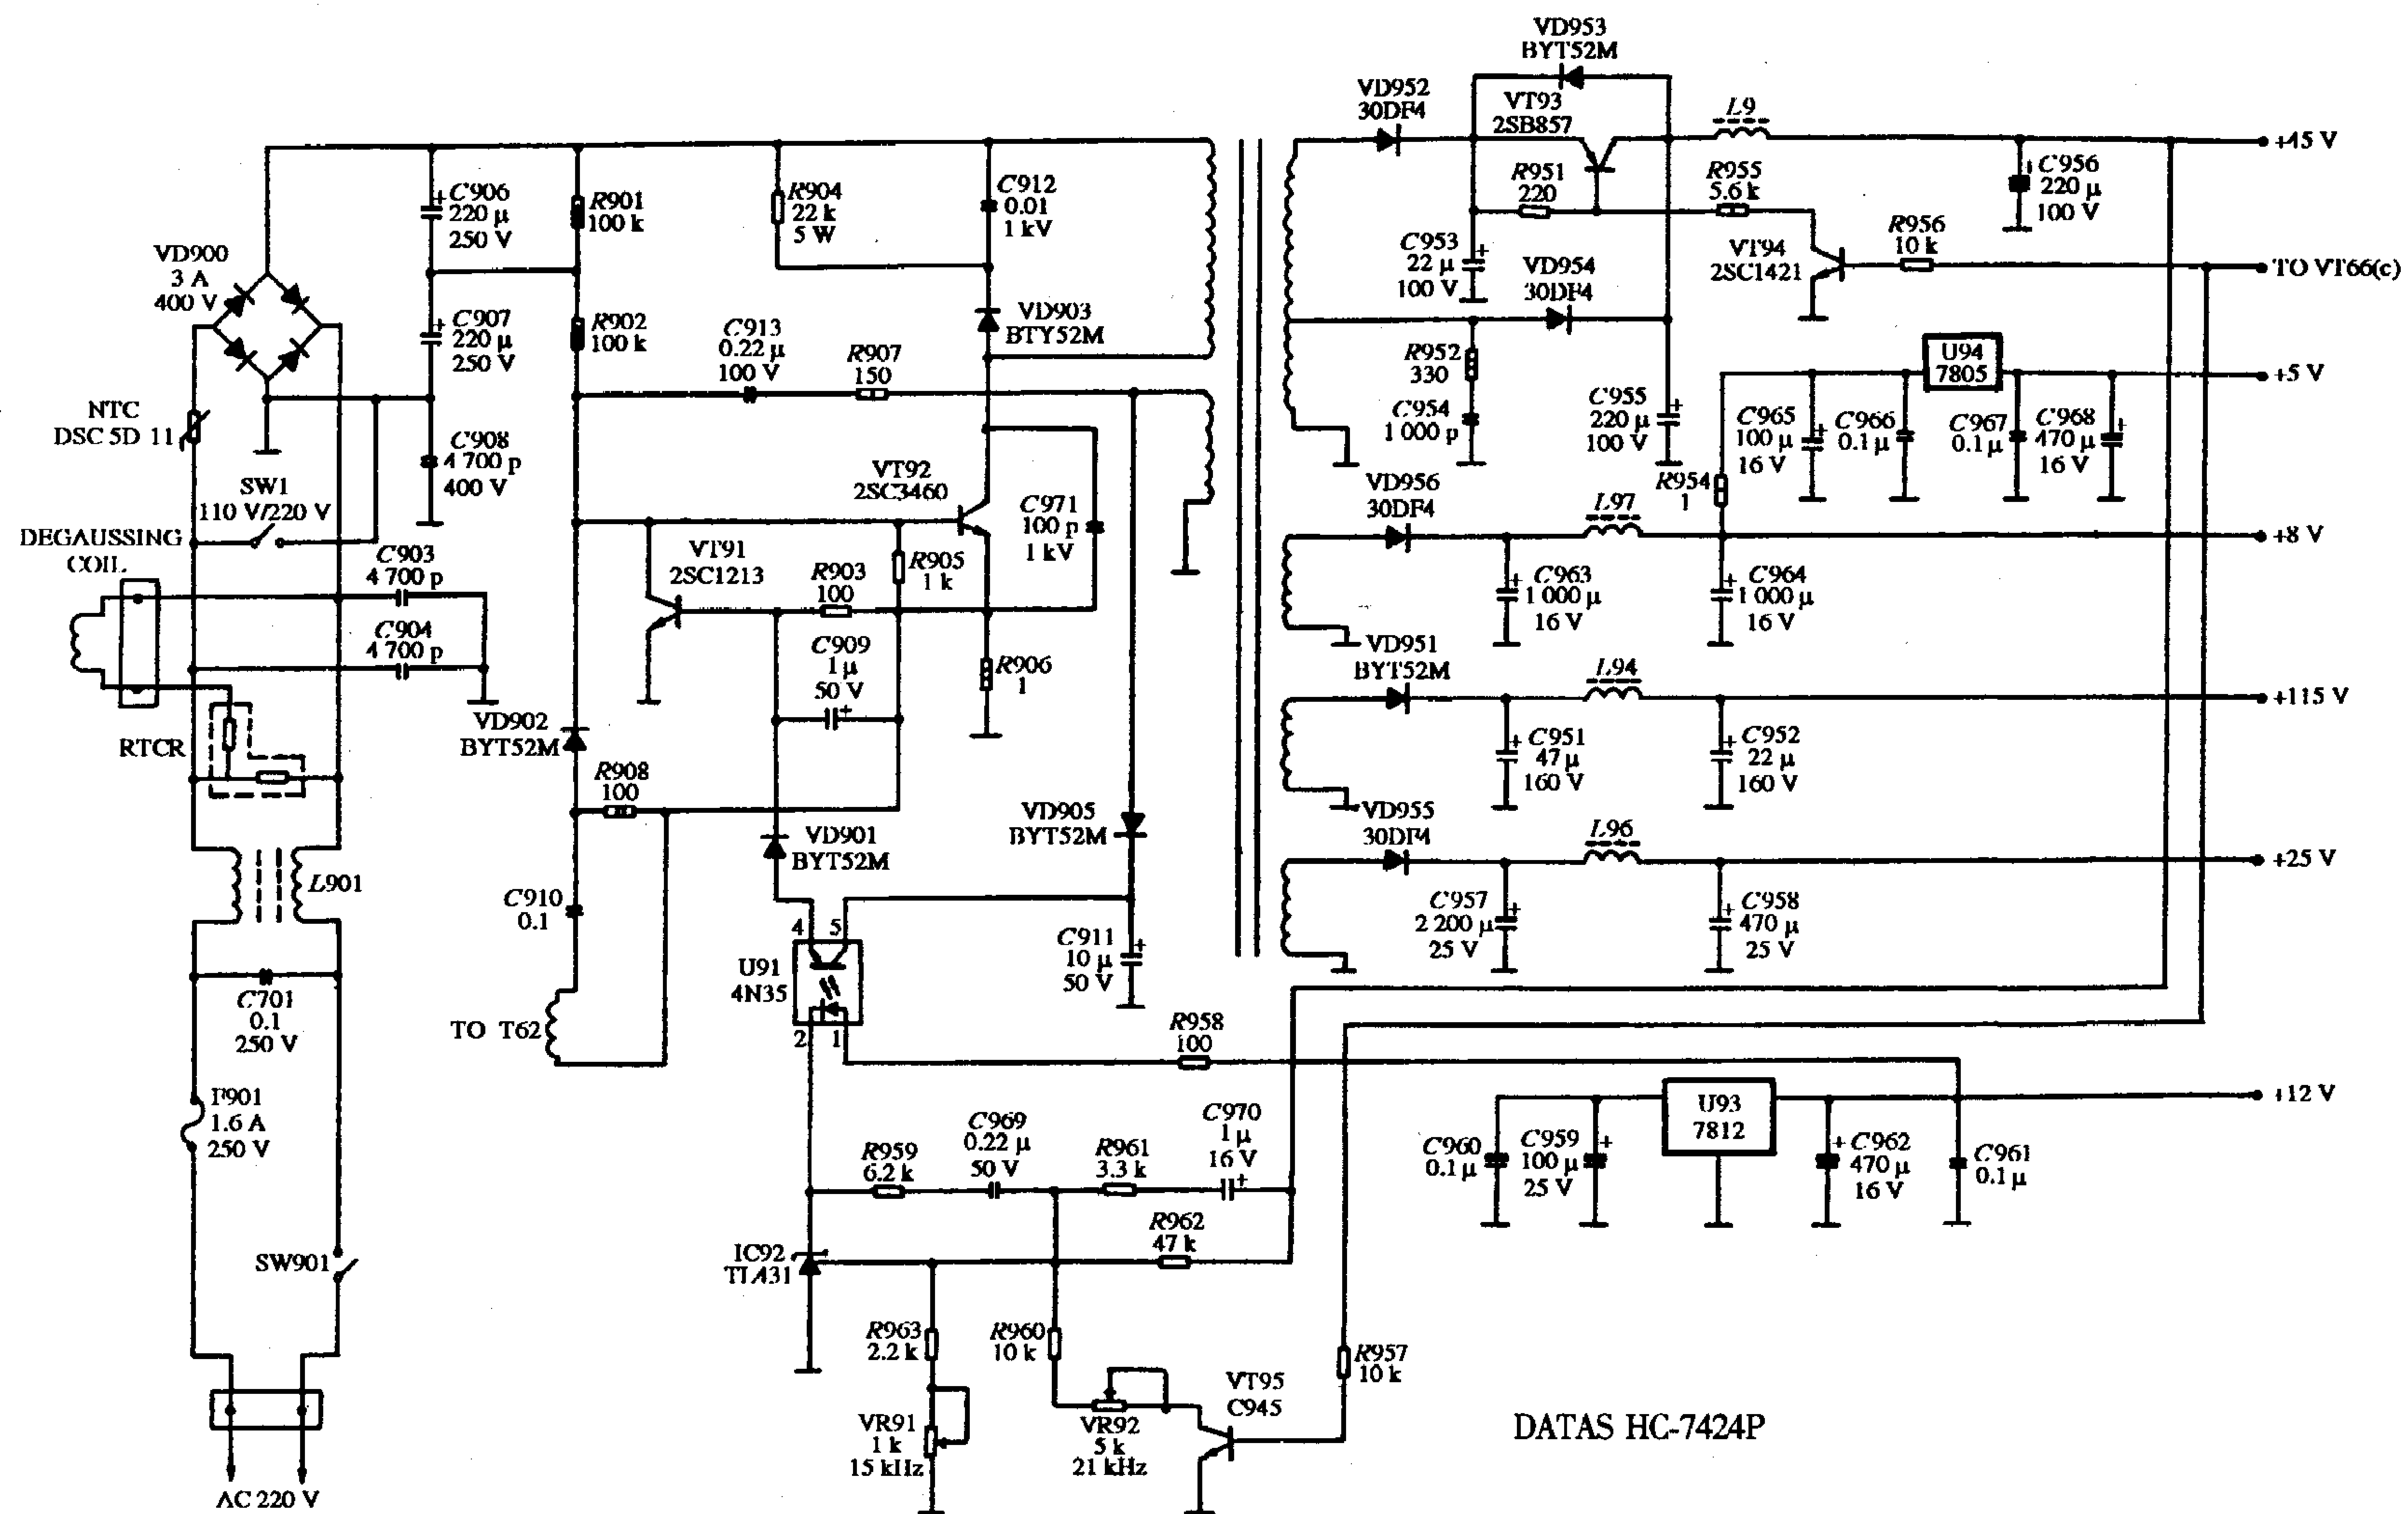 VD953
BYT52M
VD952
30DF4
VT93
2SB857
L9
+45 V
C906
220 μ
250 V
R901
100 k
R904
22 k
5 W
C912
0.01
1 kV
R951
220
R955
5.6 k
C956
220 μ
100 V
VD900
3 A
400 V
C953
22 μ
100 V
VD954
30DF4
VT94
2SC1421
R956
10 k
TO VT66(c)
C907
220 μ
250 V
R902
100 k
C913
0.22 μ
100 V
R907
150
VD903
BTY52M
R952
330
U94
7805
+5 V
NTC
DSC 5D 11
C954
1 000 p
C955
220 μ
100 V
C965
100 μ
16 V
C966
0.1 μ
C967
0.1 μ
C968
470 μ
16 V
C908
4 700 p
400 V
VT92
2SC3460
R954
1
SW1
110 V/220 V
C971
100 p
1 kV
VD956
30DF4
L97
+8 V
DEGAUSSING
COIL
C903
4 700 p
VT91
2SC1213
R903
100
R905
1 k
C963
1 000 μ
16 V
C964
1 000 μ
16 V
C904
4 700 p
C909
1 μ
50 V
R906
1
VD951
BYT52M
L94
+115 V
RTCR
VD902
BYT52M
R908
100
C951
47 μ
160 V
C952
22 μ
160 V
VD901
BYT52M
VD905
BYT52M
VD955
30DF4
L96
+25 V
L901
C910
0.1
4
5
U91
4N35
2
1
C911
10 μ
50 V
C957
2 200 μ
25 V
C958
470 μ
25 V
C701
0.1
250 V
TO T62
R958
100
F901
1.6 A
250 V
C969
0.22 μ
50 V
R959
6.2 k
R961
3.3 k
C970
1 μ
16 V
C960
0.1 μ
C959
100 μ
25 V
U93
7812
C962
470 μ
16 V
C961
0.1 μ
+12 V
SW901
IC92
TLA31
R962
47 k
R963
2.2 k
R960
10 k
R957
10 k
VR91
1 k
15 kHz
VR92
5 k
21 kHz
VT95
C945
DATAS HC-7424P
AC 220 V